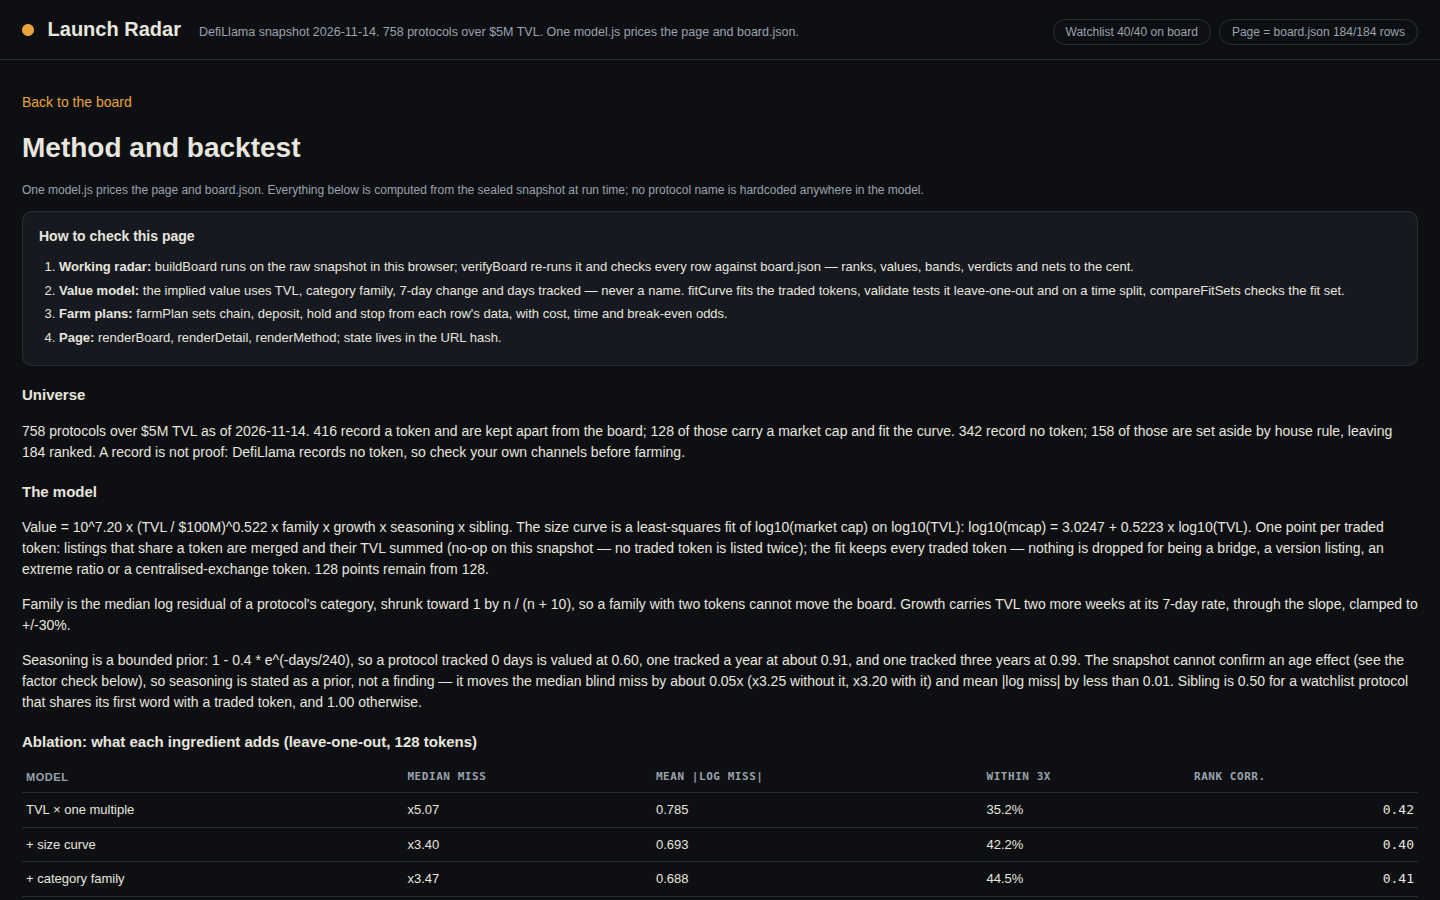 Launch Radar
DefiLlama snapshot 2026-11-14. 758 protocols over $5M TVL. One model.js prices the page and board.json.
Watchlist 40/40 on board
Page = board.json 184/184 rows
Back to the board
Method and backtest
One model.js prices the page and board.json. Everything below is computed from the sealed snapshot at run time; no protocol name is hardcoded anywhere in the model.
How to check this page
1. Working radar: buildBoard runs on the raw snapshot in this browser; verifyBoard re-runs it and checks every row against board.json — ranks, values, bands, verdicts and nets to the cent.
2. Value model: the implied value uses TVL, category family, 7-day change and days tracked — never a name. fitCurve fits the traded tokens, validate tests it leave-one-out and on a time split, compareFitSets checks the fit set.
3. Farm plans: farmPlan sets chain, deposit, hold and stop from each row's data, with cost, time and break-even odds.
4. Page: renderBoard, renderDetail, renderMethod; state lives in the URL hash.
Universe
758 protocols over $5M TVL as of 2026-11-14. 416 record a token and are kept apart from the board; 128 of those carry a market cap and fit the curve. 342 record no token; 158 of those are set aside by house rule, leaving
184 ranked. A record is not proof: DefiLlama records no token, so check your own channels before farming.
The model
Value = 10^7.20 x (TVL / $100M)^0.522 x family x growth x seasoning x sibling. The size curve is a least-squares fit of log10(market cap) on log10(TVL): log10(mcap) = 3.0247 + 0.5223 x log10(TVL). One point per traded
token: listings that share a token are merged and their TVL summed (no-op on this snapshot — no traded token is listed twice); the fit keeps every traded token — nothing is dropped for being a bridge, a version listing, an
extreme ratio or a centralised-exchange token. 128 points remain from 128.
Family is the median log residual of a protocol's category, shrunk toward 1 by n / (n + 10), so a family with two tokens cannot move the board. Growth carries TVL two more weeks at its 7-day rate, through the slope, clamped to
+/-30%.
Seasoning is a bounded prior: 1 - 0.4 * e^(-days/240), so a protocol tracked 0 days is valued at 0.60, one tracked a year at about 0.91, and one tracked three years at 0.99. The snapshot cannot confirm an age effect (see the
factor check below), so seasoning is stated as a prior, not a finding — it moves the median blind miss by about 0.05x (x3.25 without it, x3.20 with it) and mean |log miss| by less than 0.01. Sibling is 0.50 for a watchlist protocol
that shares its first word with a traded token, and 1.00 otherwise.
Ablation: what each ingredient adds (leave-one-out, 128 tokens)
MODEL MEDIAN MISS MEAN |LOG MISS| WITHIN 3X RANK CORR.
TVL × one multiple x5.07 0.785 35.2% 0.42
+ size curve x3.40 0.693 42.2% 0.40
+ category family x3.47 0.688 44.5% 0.41